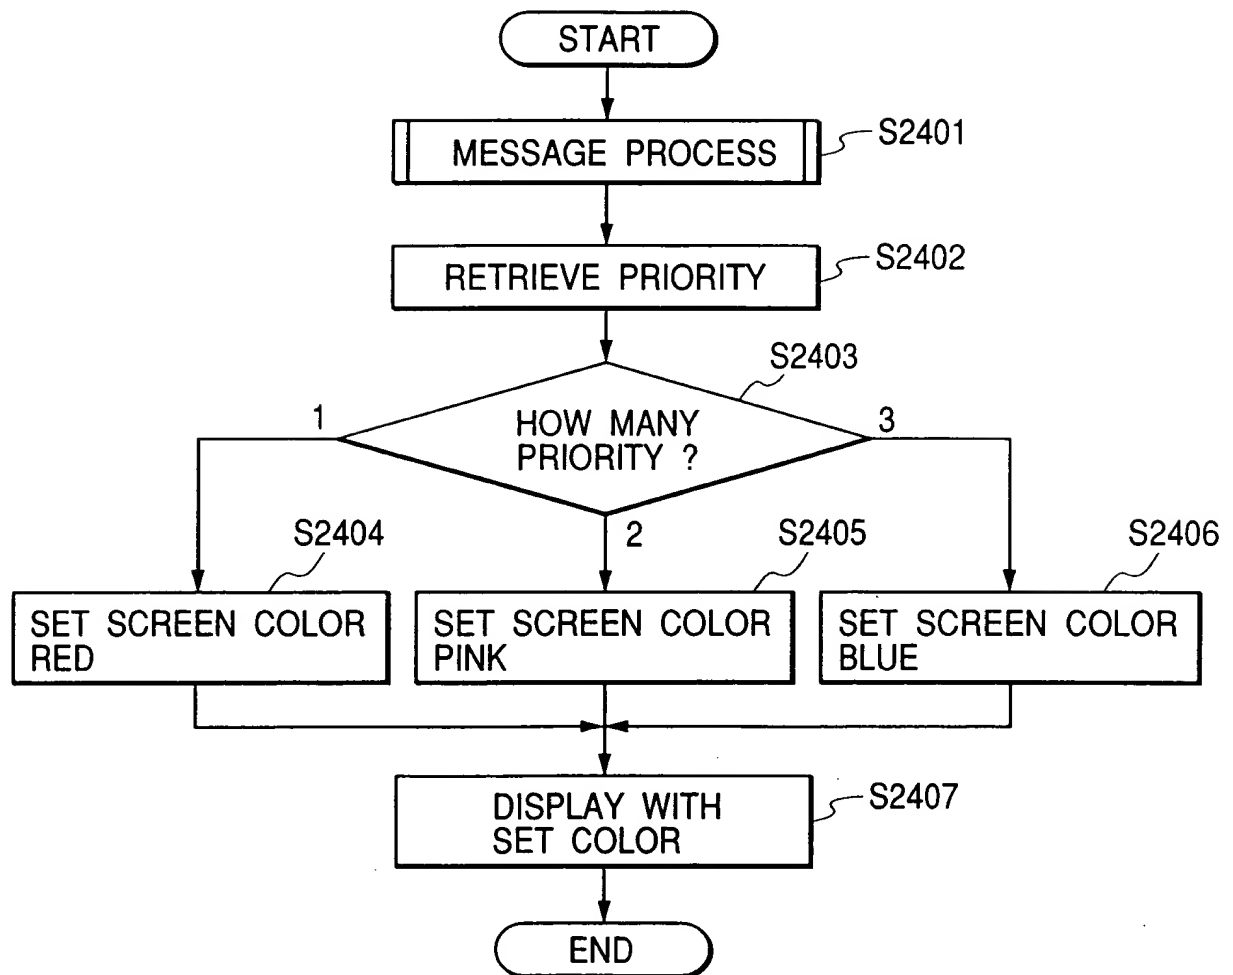 START
MESSAGE PROCESS
S2401
RETRIEVE PRIORITY
S2402
S2403
HOW MANY
PRIORITY ?
1
3
2
S2404
SET SCREEN COLOR
RED
S2405
SET SCREEN COLOR
PINK
S2406
SET SCREEN COLOR
BLUE
DISPLAY WITH
SET COLOR
S2407
END